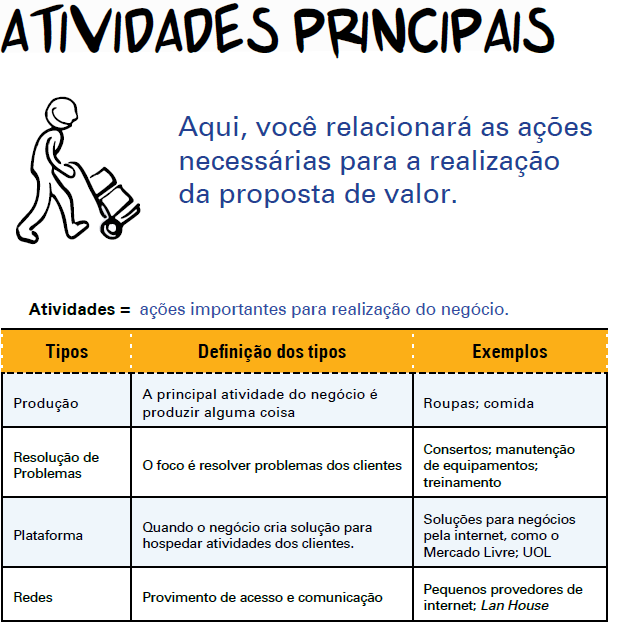 ATIVIDADES PRINCIPAIS
Aqui, você relacionará as ações
necessárias para a realização
da proposta de valor.
Atividades = ações importantes para realização do negócio.
Tipos
Definição dos tipos
Exemplos
Produção
A principal atividade do negócio é
produzir alguma coisa
Roupas; comida
Resolução de
Problemas
O foco é resolver problemas dos clientes
Consertos; manutenção
de equipamentos;
treinamento
Plataforma
Quando o negócio cria solução para
hospedar atividades dos clientes.
Soluções para negócios
pela internet, como o
Mercado Livre; UOL
Redes
Provimento de acesso e comunicação
Pequenos provedores de
internet; Lan House